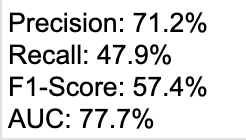 Precision: 71.2%
Recall: 47.9%
F1-Score: 57.4%
AUC: 77.7%